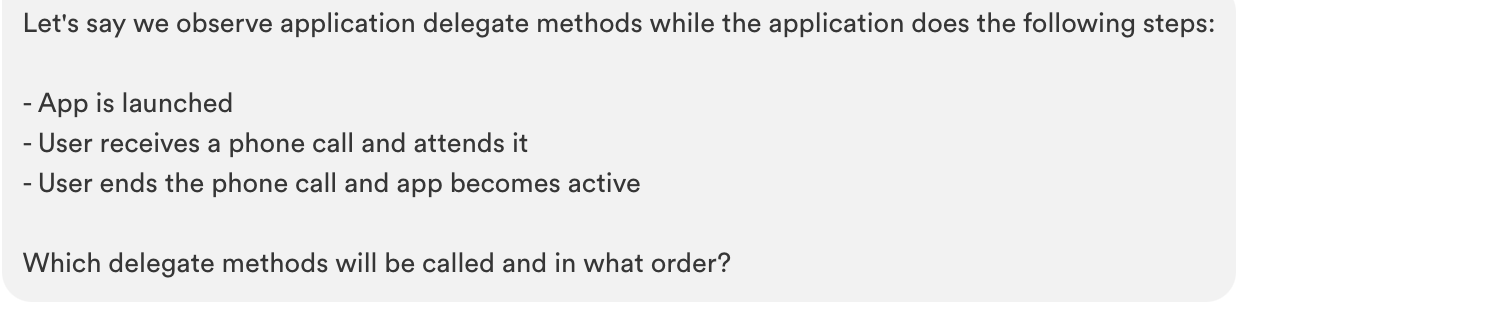 Let's say we observe application delegate methods while the application does the following steps:
- App is launched
- User receives a phone call and attends it
- User ends the phone call and app becomes active
Which delegate methods will be called and in what order?